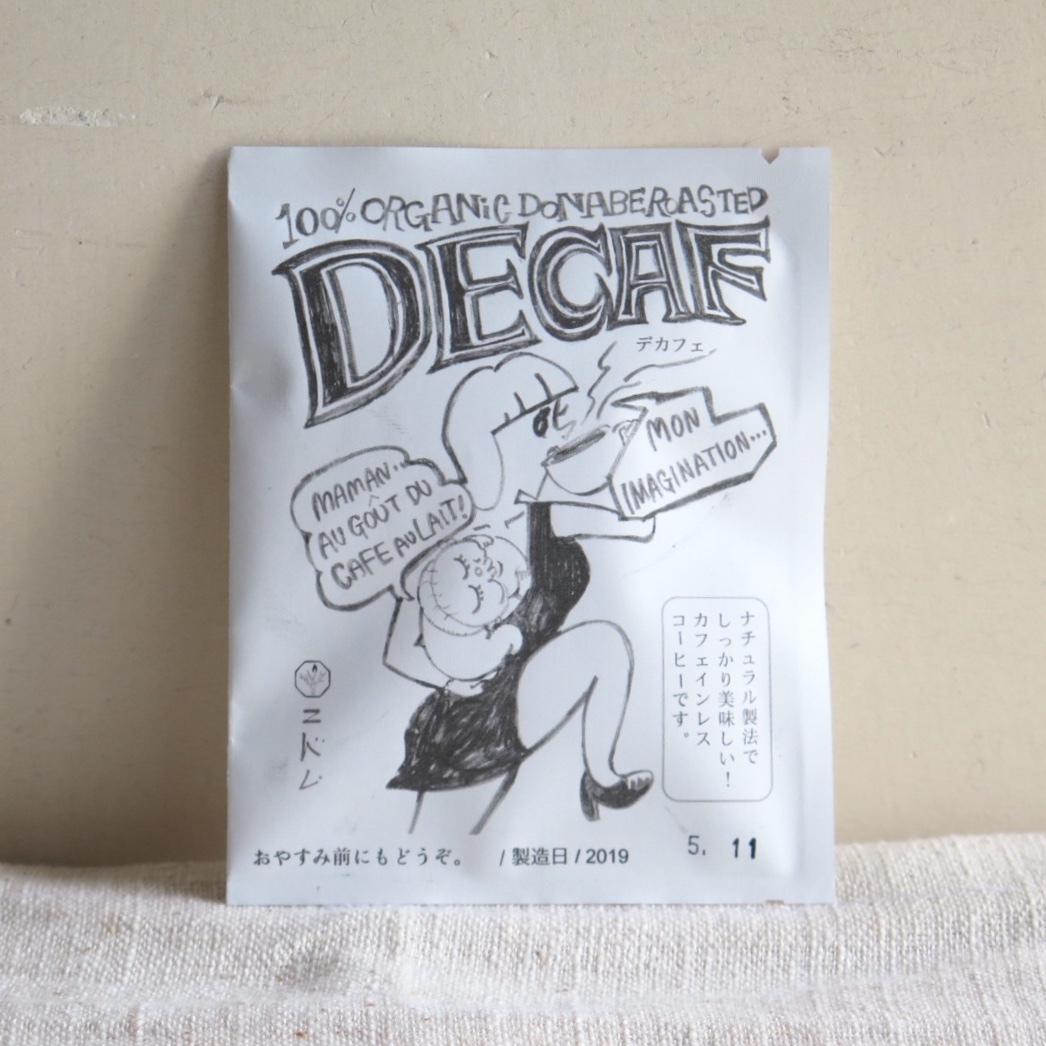 100% ORGANiC DONABEROASTED
DECAF
デカフェ
MON
IMAGINATION...
MAMAN...
AU GOÛT DU
CAFE AU LAIT!
ナチュラル製法で
しっかり美味しい！
カフェインレス
コーヒーです。
ニドム
おやすみ前にもどうぞ。 / 製造日 / 2019 5. 11